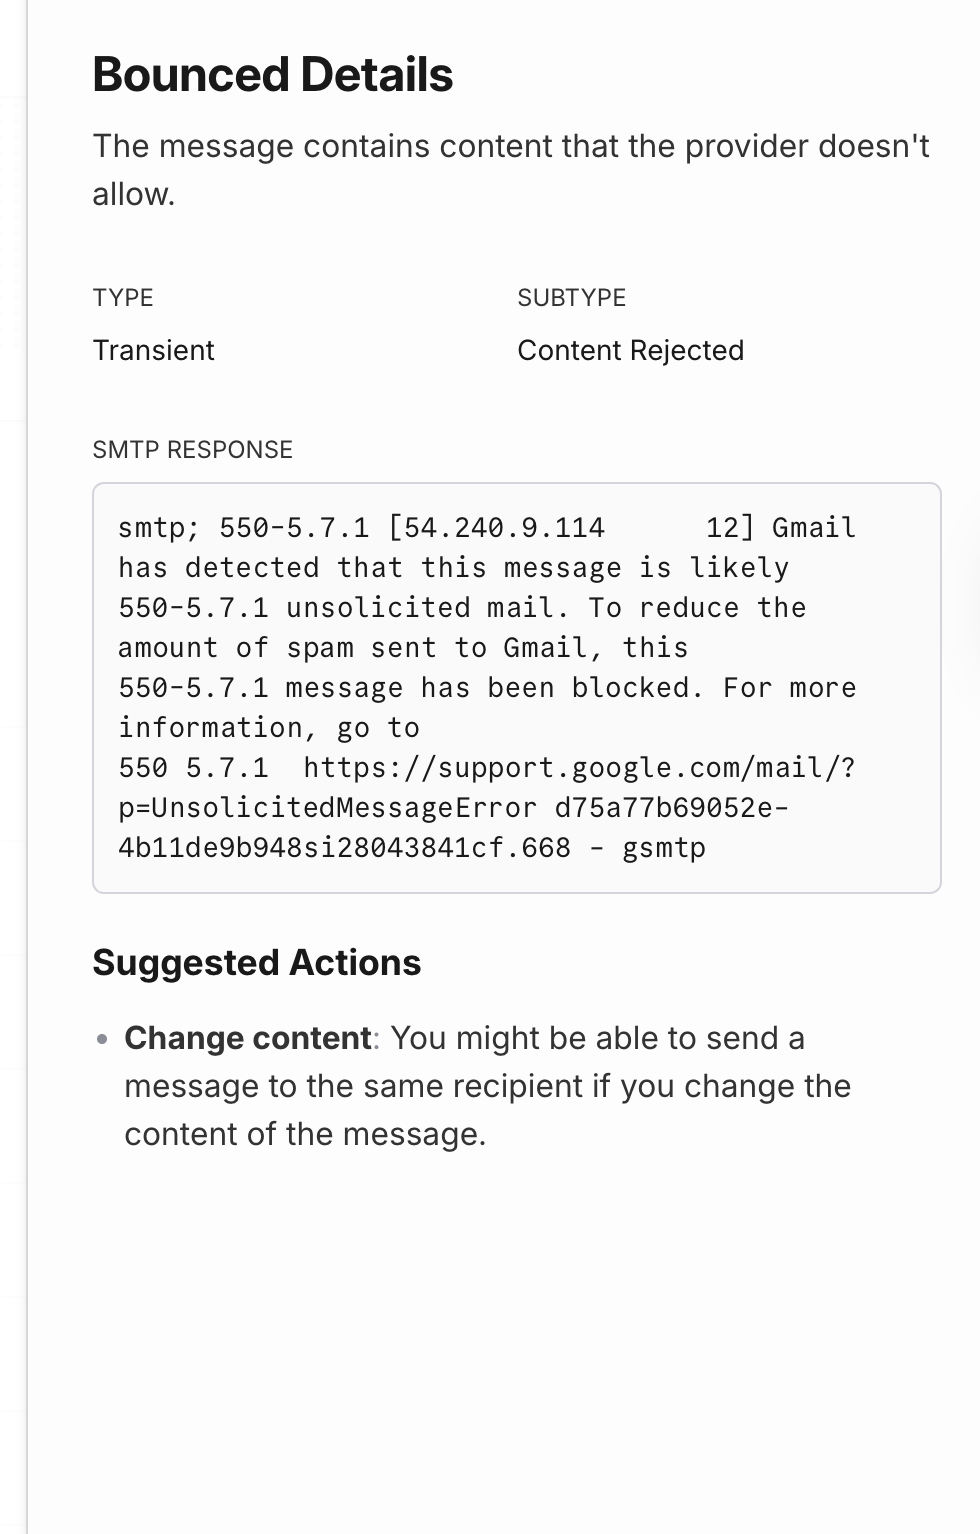 Bounced Details
The message contains content that the provider doesn't
allow.
TYPE
SUBTYPE
Transient
Content Rejected
SMTP RESPONSE
smtp; 550-5.7.1 [54.240.9.114      12] Gmail
has detected that this message is likely
550-5.7.1 unsolicited mail. To reduce the
amount of spam sent to Gmail, this
550-5.7.1 message has been blocked. For more
information, go to
550 5.7.1  https://support.google.com/mail/?
p=UnsolicitedMessageError d75a77b69052e-
4b11de9b948si28043841cf.668 - gsmtp
Suggested Actions
• Change content: You might be able to send a
message to the same recipient if you change the
content of the message.